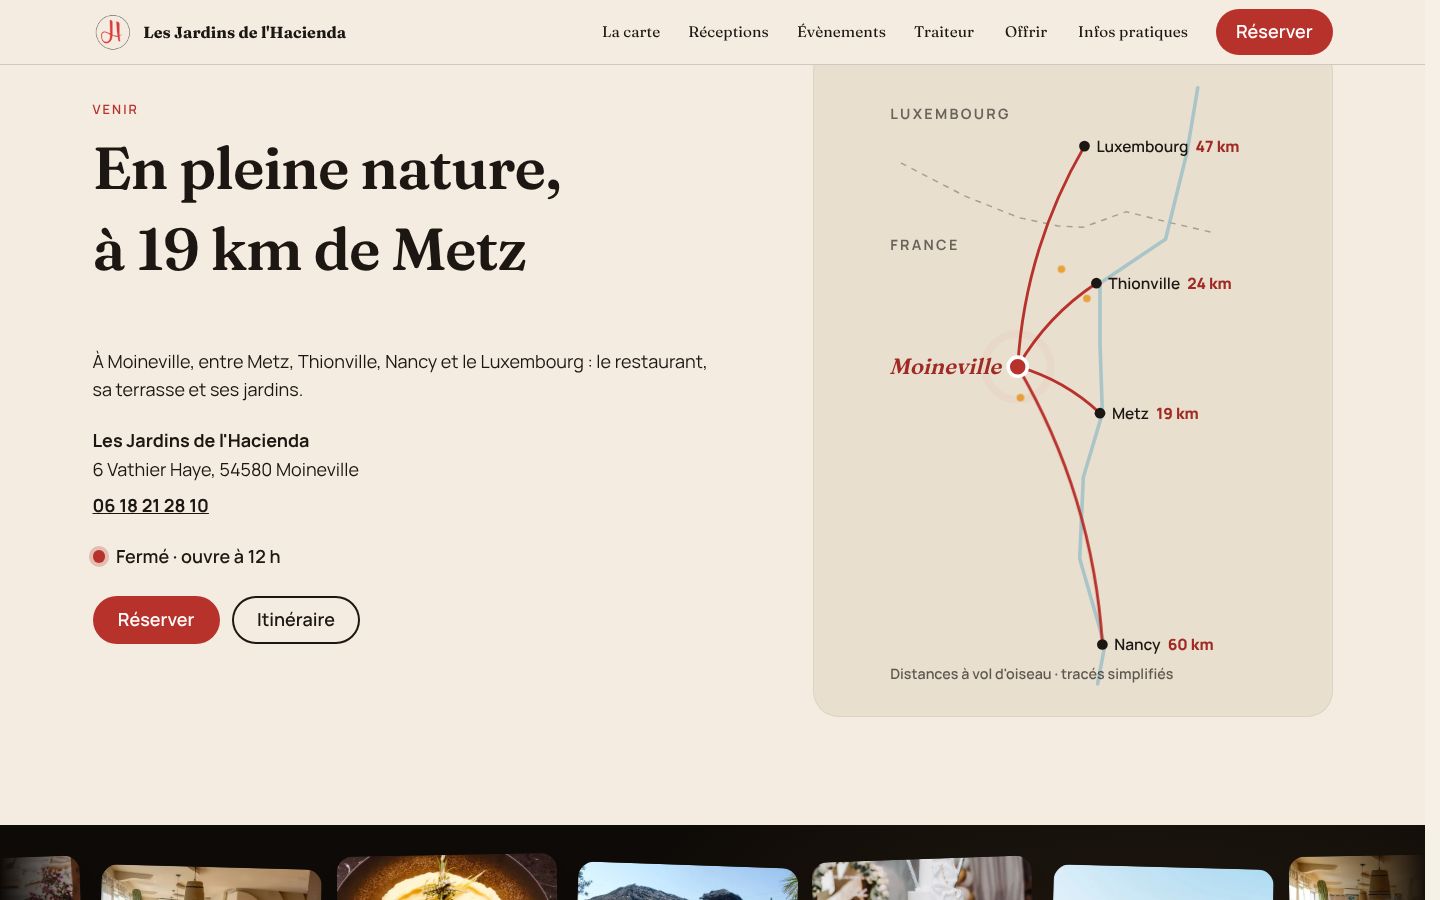 Les Jardins de l'Hacienda
La carte
Réceptions
Évènements
Traiteur
Offrir
Infos pratiques
Réserver
VENIR
En pleine nature,
à 19 km de Metz
À Moineville, entre Metz, Thionville, Nancy et le Luxembourg : le restaurant,
sa terrasse et ses jardins.
Les Jardins de l'Hacienda
6 Vathier Haye, 54580 Moineville
06 18 21 28 10
Fermé · ouvre à 12 h
Réserver
Itinéraire
LUXEMBOURG
Luxembourg 47 km
FRANCE
Thionville 24 km
Moineville
Metz 19 km
Nancy 60 km
Distances à vol d'oiseau · tracés simplifiés